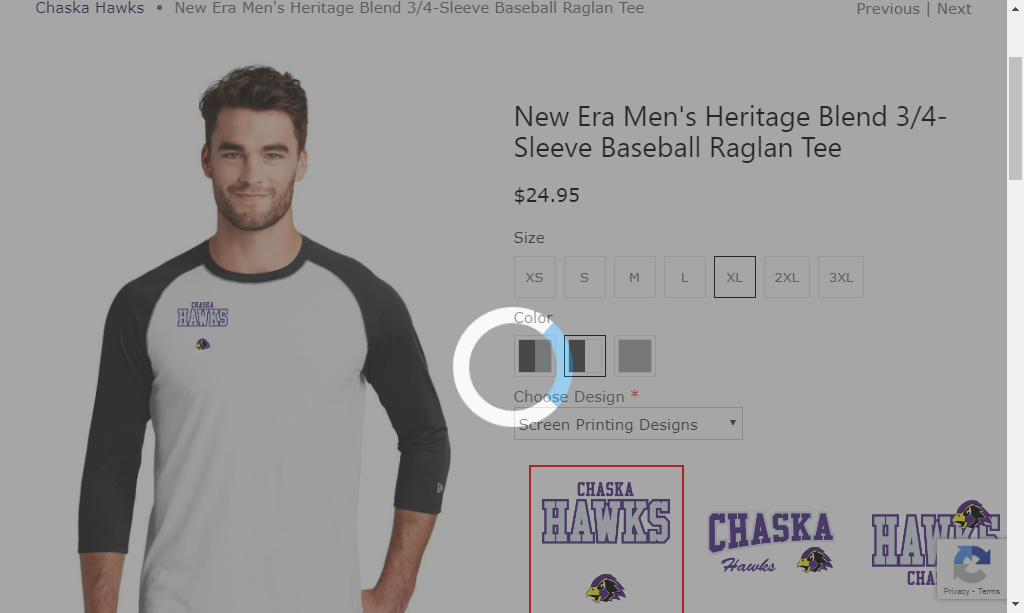 Chaska Hawks • New Era Men's Heritage Blend 3/4-Sleeve Baseball Raglan Tee
Previous | Next
New Era Men's Heritage Blend 3/4-
Sleeve Baseball Raglan Tee
$24.95
Size
XS S M L XL 2XL 3XL
Color
Choose Design *
Screen Printing Designs
CHASKA
HAWKS
CHASKA
HAWKS
CHASKA
Hawks
HAWKS
CHAS
Privacy - Terms